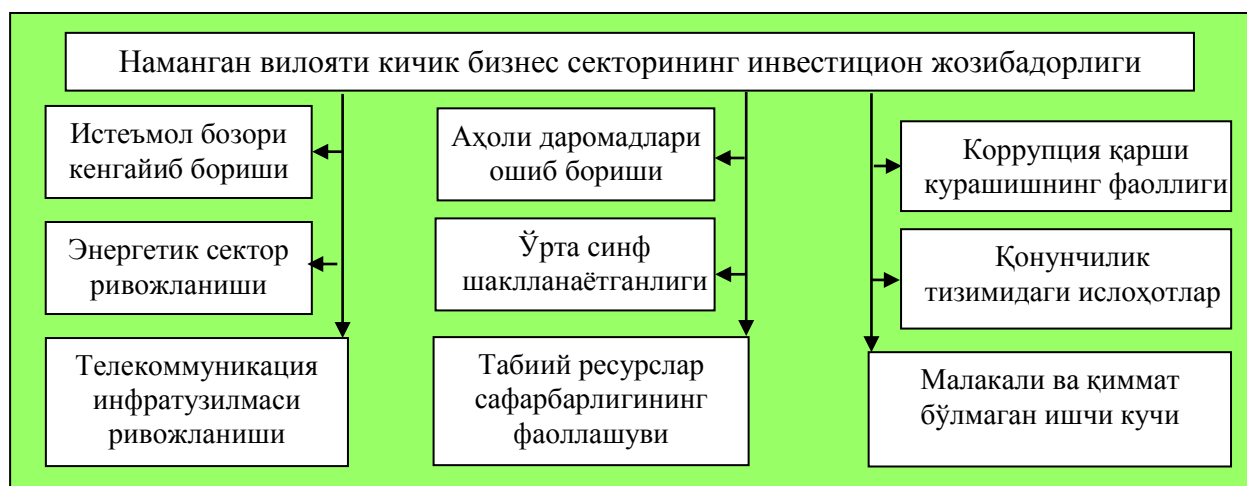 Наманган вилояти кичик бизнес секторининг инвестицион жозибадорлиги
Истеъмол бозори
кенгайиб бориши
Энергетик сектор
ривожланиши
Телекоммуникация
инфратузилмаси
ривожланиши
Аҳоли даромадлари
ошиб бориши
Ўрта синф
шаклланаётганлиги
Табиий ресурслар
сафарбарлигининг
фаоллашуви
Коррупция қарши
курашишнинг фаоллиги
Қонунчилик
тизимидаги ислоҳотлар
Малакали ва қиммат
бўлмаган ишчи кучи